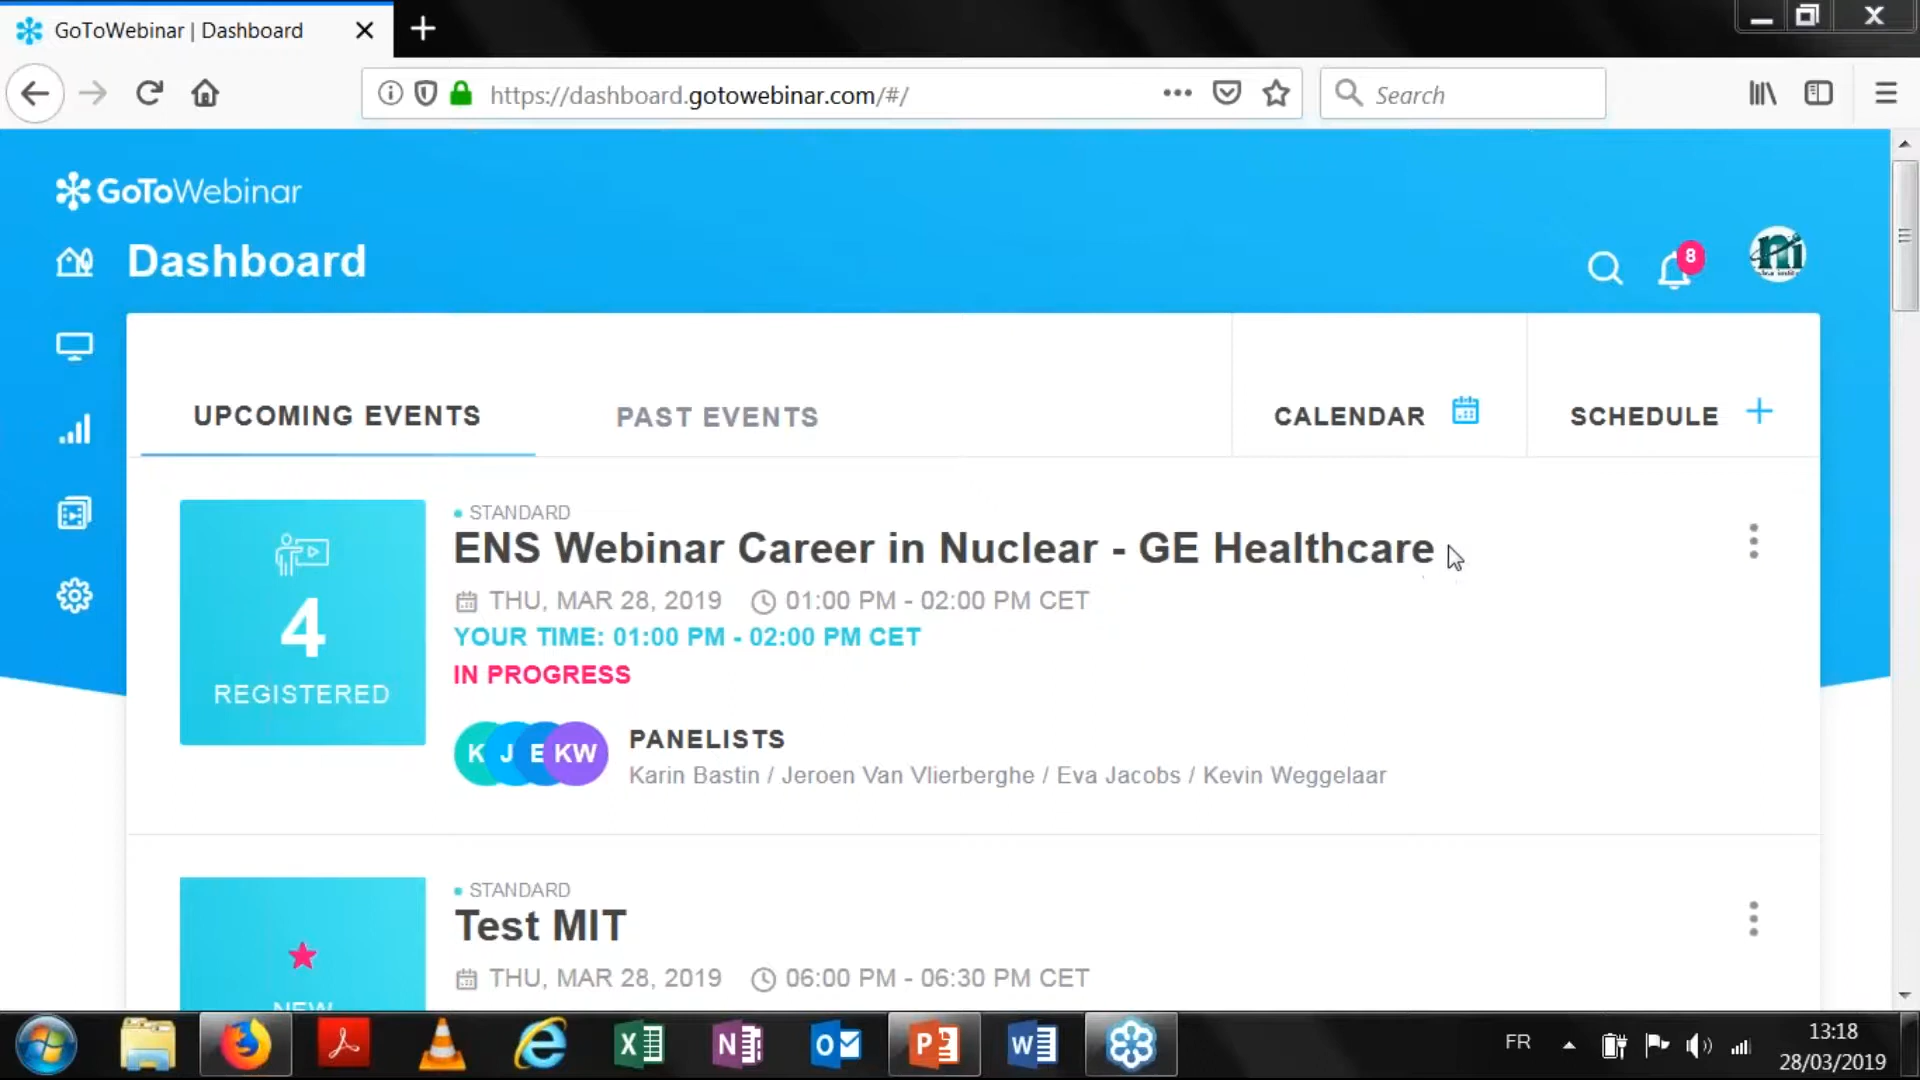 GoToWebinar | Dashboard
https://dashboard.gotowebinar.com/#/
Search
GoToWebinar
Dashboard
8
UPCOMING EVENTS
PAST EVENTS
CALENDAR
SCHEDULE
STANDARD
ENS Webinar Career in Nuclear - GE Healthcare
THU, MAR 28, 2019
01:00 PM - 02:00 PM CET
YOUR TIME: 01:00 PM - 02:00 PM CET
IN PROGRESS
4
REGISTERED
K J E KW
PANELISTS
Karin Bastin / Jeroen Van Vlierberghe / Eva Jacobs / Kevin Weggelaar
STANDARD
Test MIT
THU, MAR 28, 2019
06:00 PM - 06:30 PM CET
NEW
FR
13:18
28/03/2019